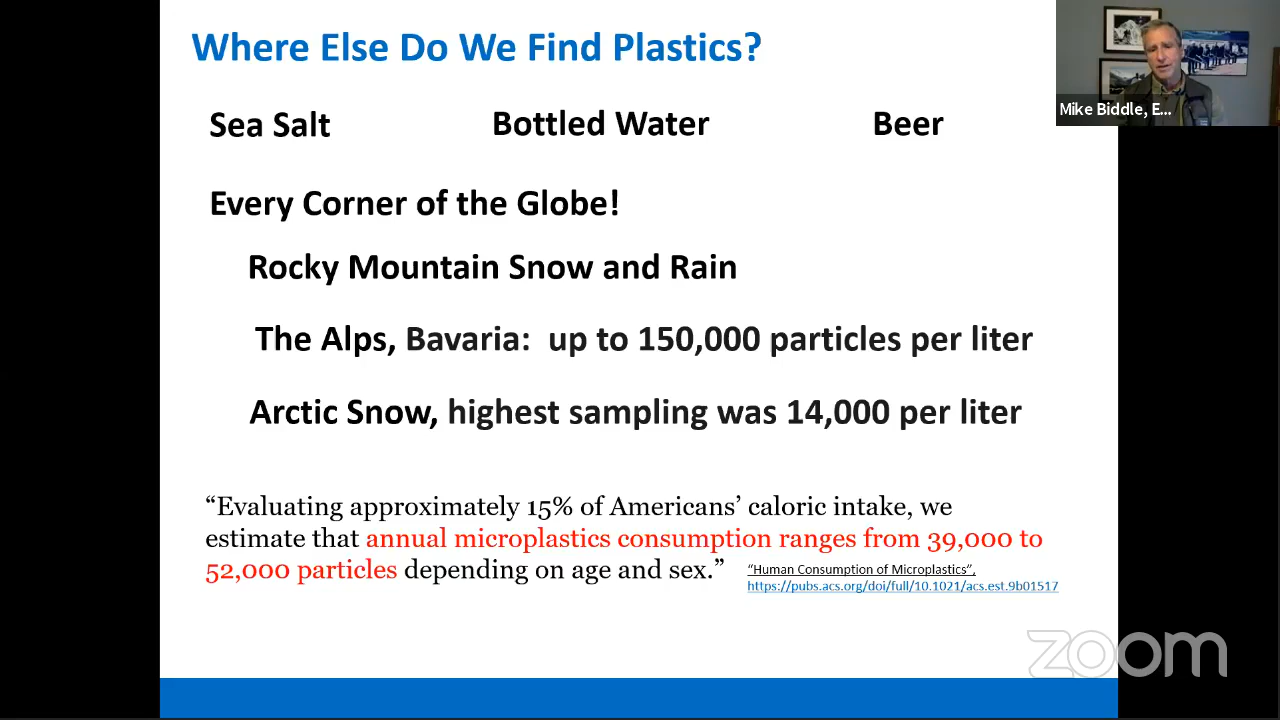 Where Else Do We Find Plastics?
Mike Biddle, E...
Sea Salt Bottled Water Beer
Every Corner of the Globe!
Rocky Mountain Snow and Rain
The Alps, Bavaria: up to 150,000 particles per liter
Arctic Snow, highest sampling was 14,000 per liter
“Evaluating approximately 15% of Americans’ caloric intake, we
estimate that annual microplastics consumption ranges from 39,000 to
52,000 particles depending on age and sex.”
“Human Consumption of Microplastics”,
https://pubs.acs.org/doi/full/10.1021/acs.est.9b01517
zoom